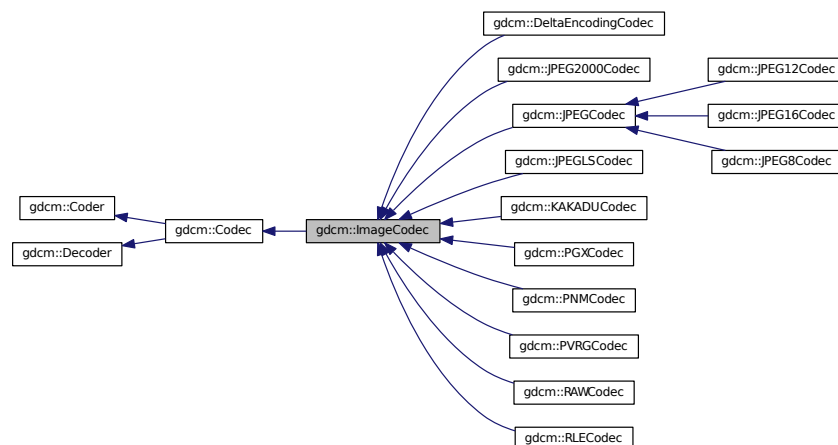 gdcm::DeltaEncodingCodec
gdcm::JPEG2000Codec
gdcm::JPEG12Codec
gdcm::JPEGCodec
gdcm::JPEG16Codec
gdcm::JPEGLSCodec
gdcm::JPEG8Codec
gdcm::Coder
gdcm::KAKADUCodec
gdcm::Codec
gdcm::ImageCodec
gdcm::Decoder
gdcm::PGXCodec
gdcm::PNMCodec
gdcm::PVRGCodec
gdcm::RAWCodec
gdcm::RLECodec